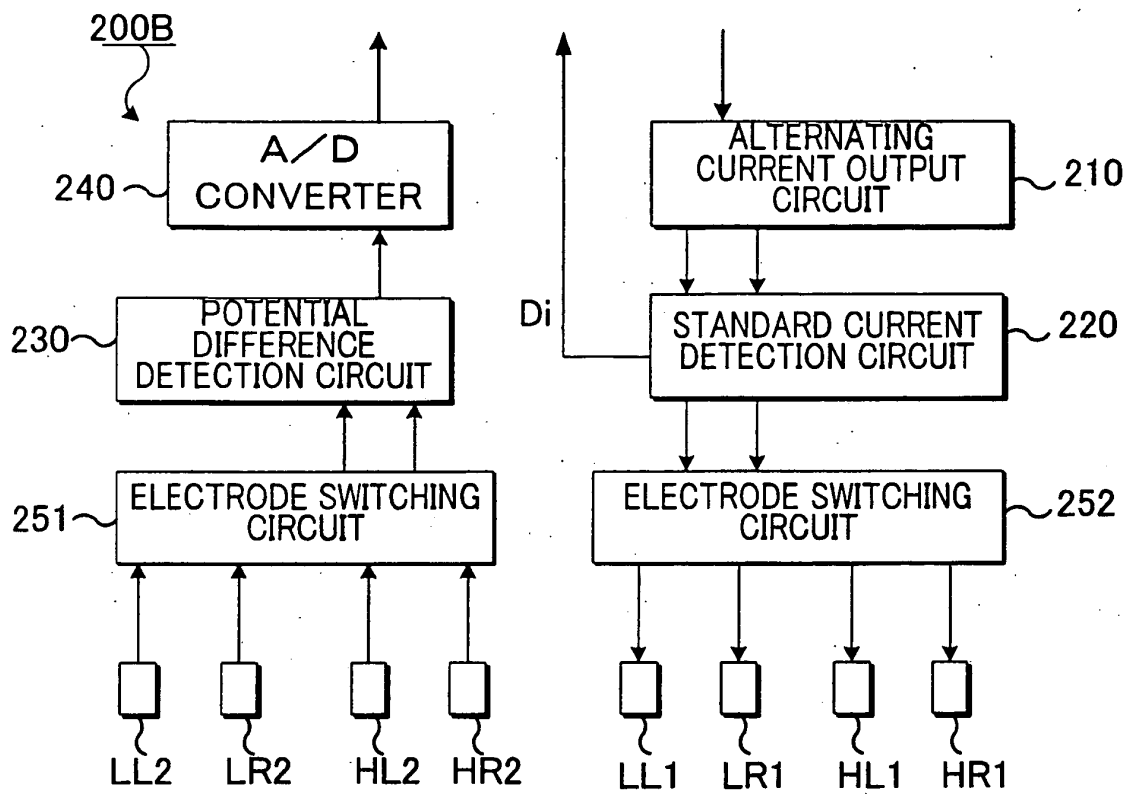 200B
A/D
CONVERTER
240
ALTERNATING
CURRENT OUTPUT
CIRCUIT
210
POTENTIAL
DIFFERENCE
DETECTION CIRCUIT
230
Di
STANDARD CURRENT
DETECTION CIRCUIT
220
ELECTRODE SWITCHING
CIRCUIT
251
ELECTRODE SWITCHING
CIRCUIT
252
LL2
LR2
HL2
HR2
LL1
LR1
HL1
HR1